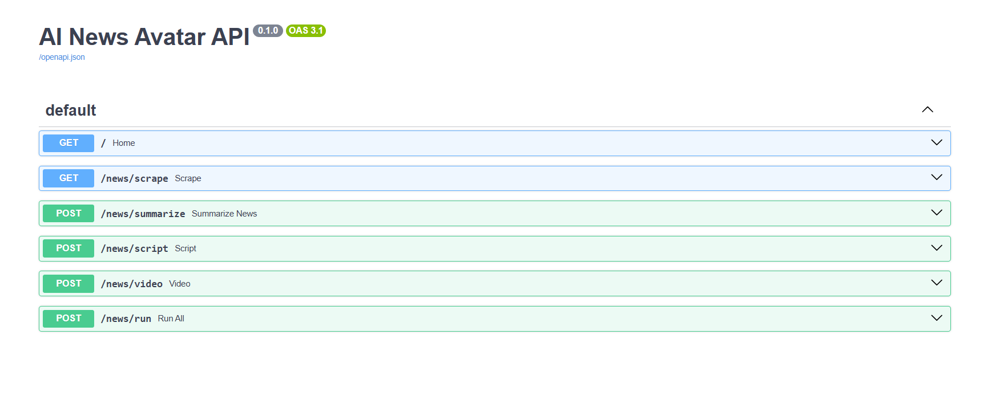 AI News Avatar API 0.1.0 OAS 3.1
/openapi.json
default
GET / Home
GET /news/scrape Scrape
POST /news/summarize Summarize News
POST /news/script Script
POST /news/video Video
POST /news/run Run All